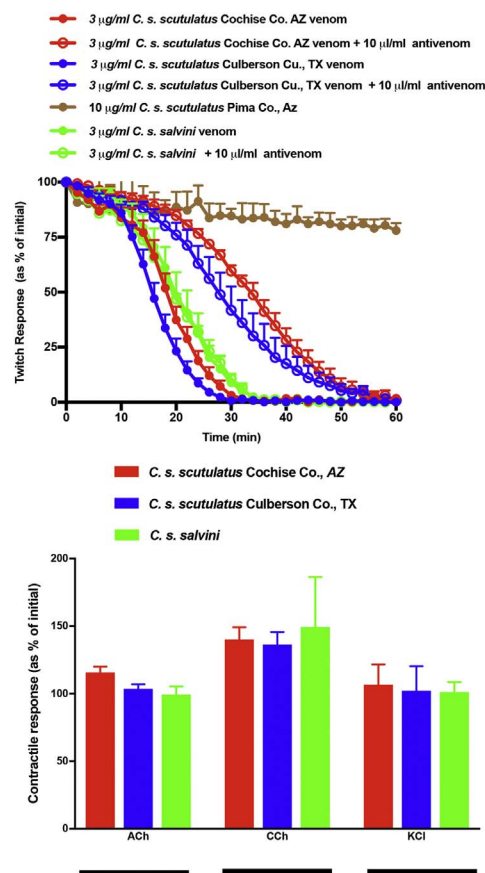 3 µg/ml C. s. scutulatus Cochise Co. AZ venom
3 µg/ml C. s. scutulatus Cochise Co. AZ venom + 10 µl/ml antivenom
3 µg/ml C. s. scutulatus Culberson Cu., TX venom
3 µg/ml C. s. scutulatus Culberson Cu., TX venom + 10 µl/ml antivenom
10 µg/ml C. s. scutulatus Pima Co., Az
3 µg/ml C. s. salvini venom
3 µg/ml C. s. salvini + 10 µl/ml antivenom
Twitch Response (as % of initial)
100
75
50
25
0
0 10 20 30 40 50 60
Time (min)
C. s. scutulatus Cochise Co., AZ
C. s. scutulatus Culberson Co., TX
C. s. salvini
Contractile response (as % of initial)
200
150
100
50
0
ACh CCh KCl